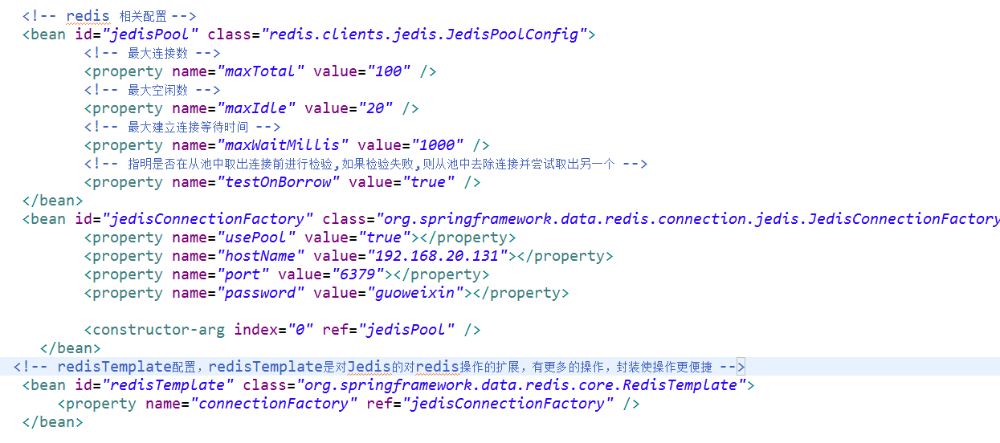 <!-- redis 相关配置 -->
<bean id="jedisPool" class="redis.clients.jedis.JedisPoolConfig">
<!-- 最大连接数 -->
<property name="maxTotal" value="100" />
<!-- 最大空闲数 -->
<property name="maxIdle" value="20" />
<!-- 最大建立连接等待时间 -->
<property name="maxWaitMillis" value="1000" />
<!-- 指明是否在从池中取出连接前进行检验,如果检验失败,则从池中去除连接并尝试取出另一个 -->
<property name="testOnBorrow" value="true" />
</bean>
<bean id="jedisConnectionFactory" class="org.springframework.data.redis.connection.jedis.JedisConnectionFactory
<property name="usePool" value="true"></property>
<property name="hostName" value="192.168.20.131"></property>
<property name="port" value="6379"></property>
<property name="password" value="guoweixin"></property>
<constructor-arg index="0" ref="jedisPool" />
</bean>
<!-- redisTemplate配置，redisTemplate是对Jedis的对redis操作的扩展，有更多的操作，封装使操作更便捷 -->
<bean id="redisTemplate" class="org.springframework.data.redis.core.RedisTemplate">
<property name="connectionFactory" ref="jedisConnectionFactory" />
</bean>